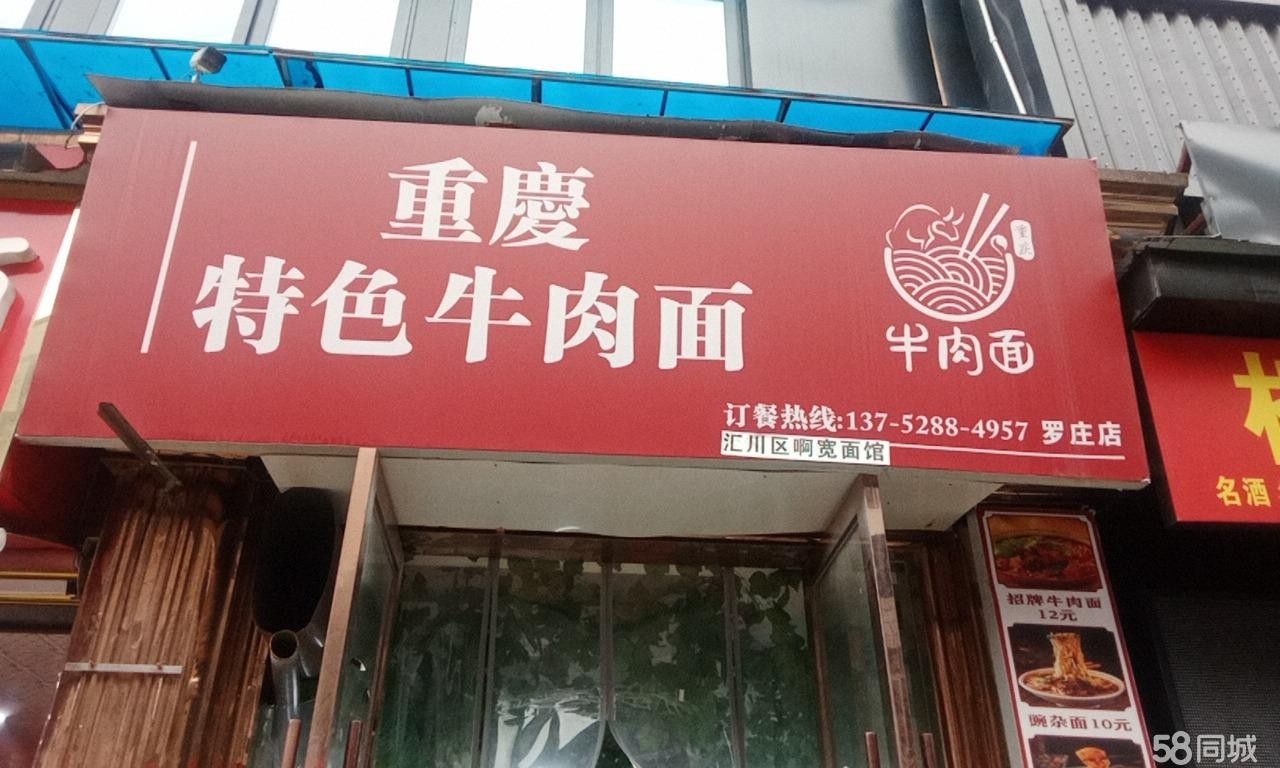 重慶
特色牛肉面
重庆
牛肉面
订餐热线:137-5288-4957 罗庄店
汇川区啊宽面馆
名酒
招牌牛肉面
12元
豌杂面10元
58同城